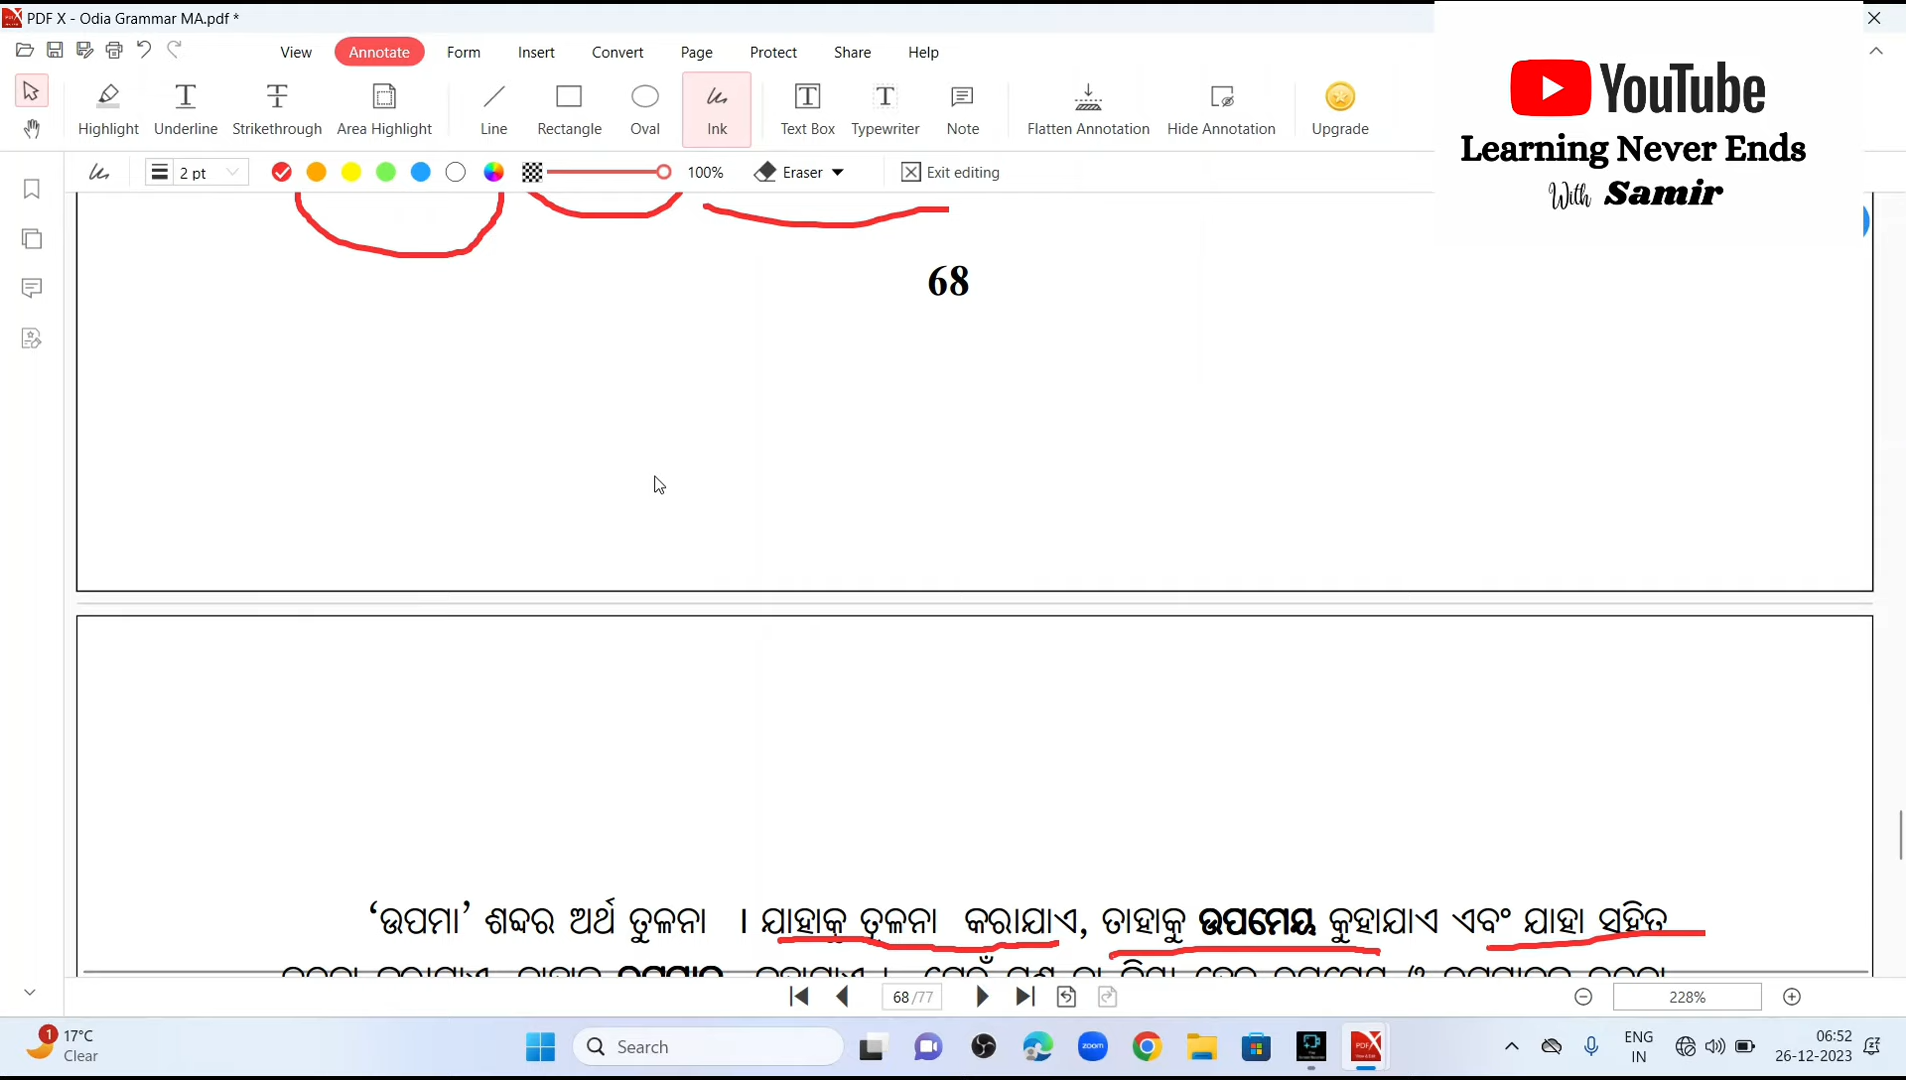 PDF X - Odia Grammar MA.pdf *
View Annotate Form Insert Convert Page Protect Share Help
Highlight Underline Strikethrough Area Highlight Line Rectangle Oval Ink Text Box Typewriter Note Flatten Annotation Hide Annotation Upgrade
2 pt 100% Eraser Exit editing
YouTube
Learning Never Ends
With Samir
68
‘ଉପମା’ ଶବ୍ଦର ଅର୍ଥ ତୁଳନା । ଯାହାକୁ ତୁଳନା କରାଯାଏ, ତାହାକୁ ଉପମେୟ କୁହାଯାଏ ଏବଂ ଯାହା ସହିତ
68 /77 228%
1 17°C
Clear
Search
zoom
ENG
IN
06:52
26-12-2023